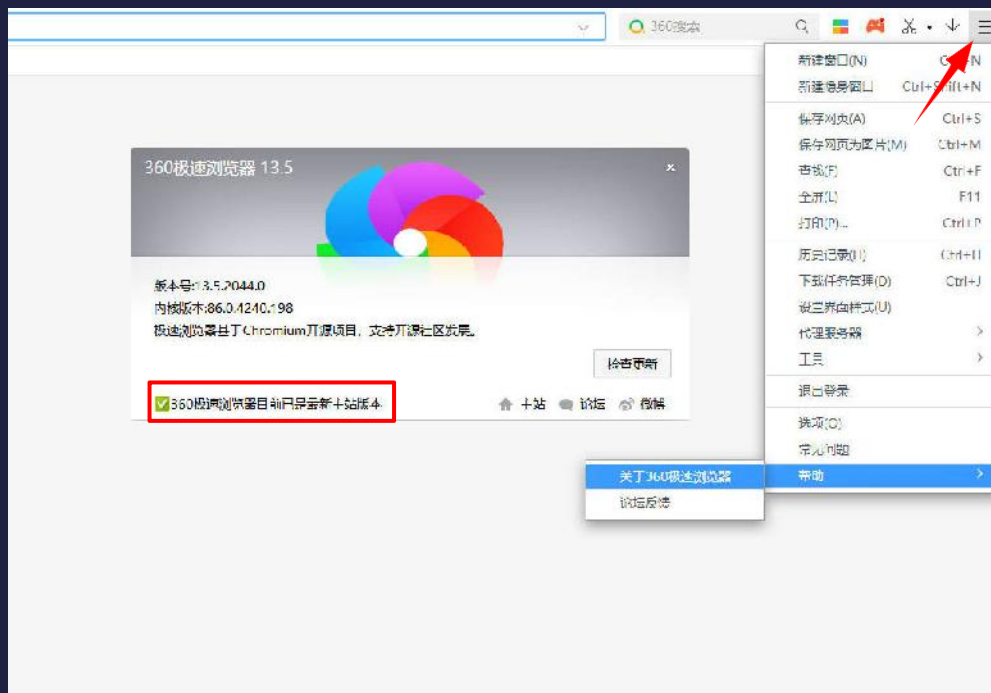 360搜索
新建窗口(N)
新建隐身窗口 Ctrl+Shift+N
保存网页(A) Ctrl+S
保存网页为图片(M) Ctrl+M
查找(F) Ctrl+F
全屏(L) F11
打印(P)... Ctrl+P
历史记录(H) Ctrl+H
下载任务管理(D) Ctrl+J
设置界面样式(U)
代理服务器
工具
退出登录
选项(O)
常见问题
帮助
关于360极速浏览器
论坛反馈
360极速浏览器 13.5
版本号:13.5.2044.0
内核版本:86.0.4240.198
极速浏览器基于Chromium开源项目，支持开源社区发展。
检查更新
360极速浏览器目前已是最新主站版本
主站 论坛 微博